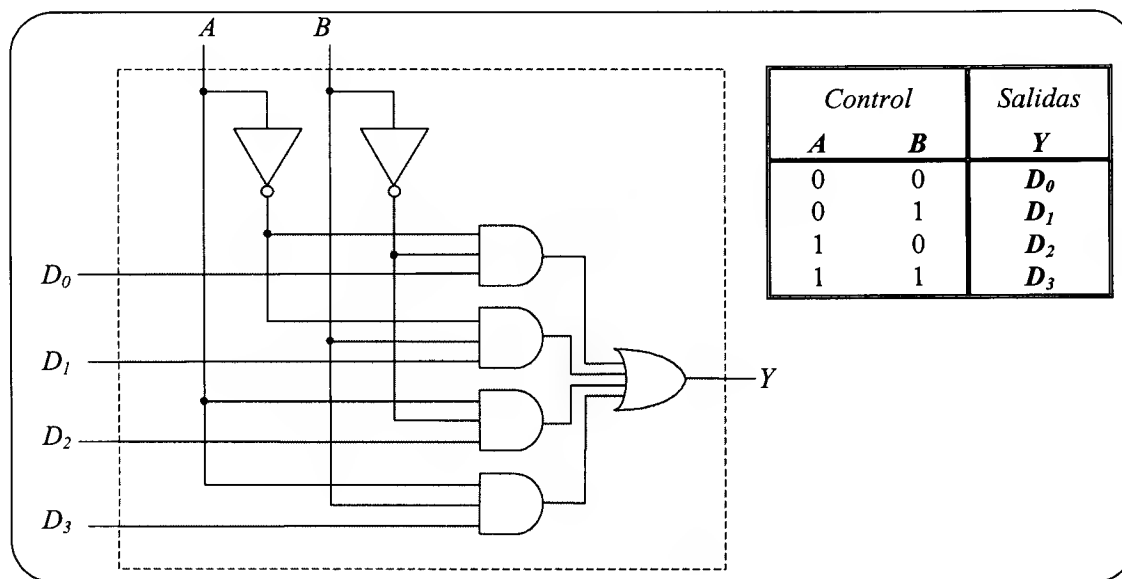 A B
Control Salidas
A B Y
0 0 D₀
0 1 D₁
1 0 D₂
1 1 D₃
D₀
D₁
Y
D₂
D₃